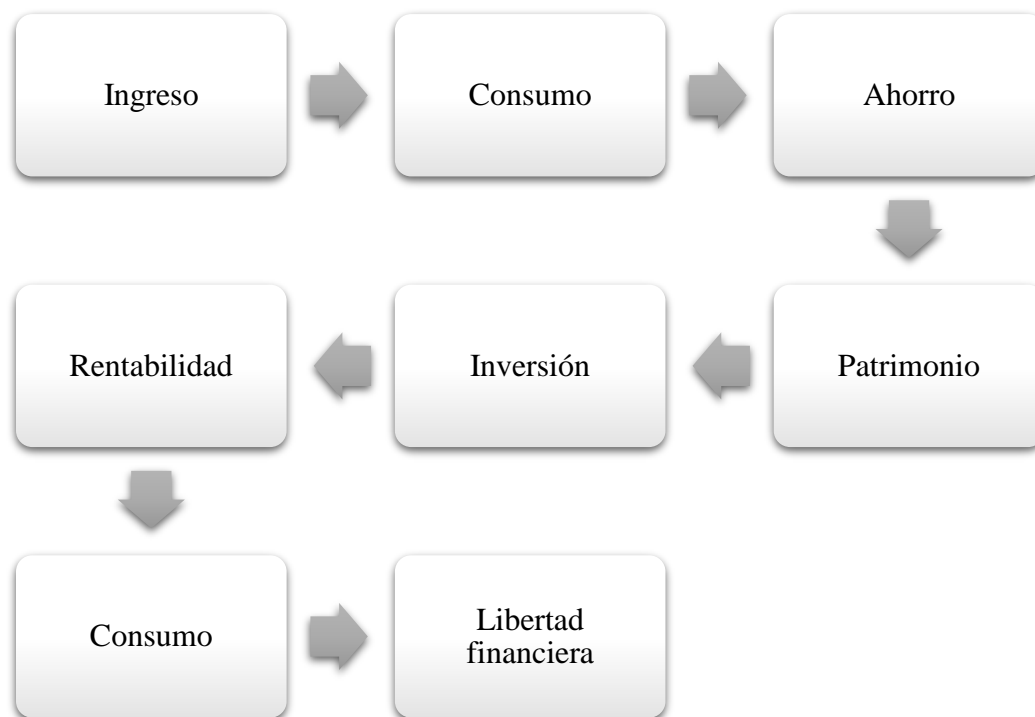 Ingreso
Consumo
Ahorro
Patrimonio
Inversión
Rentabilidad
Consumo
Libertad
financiera